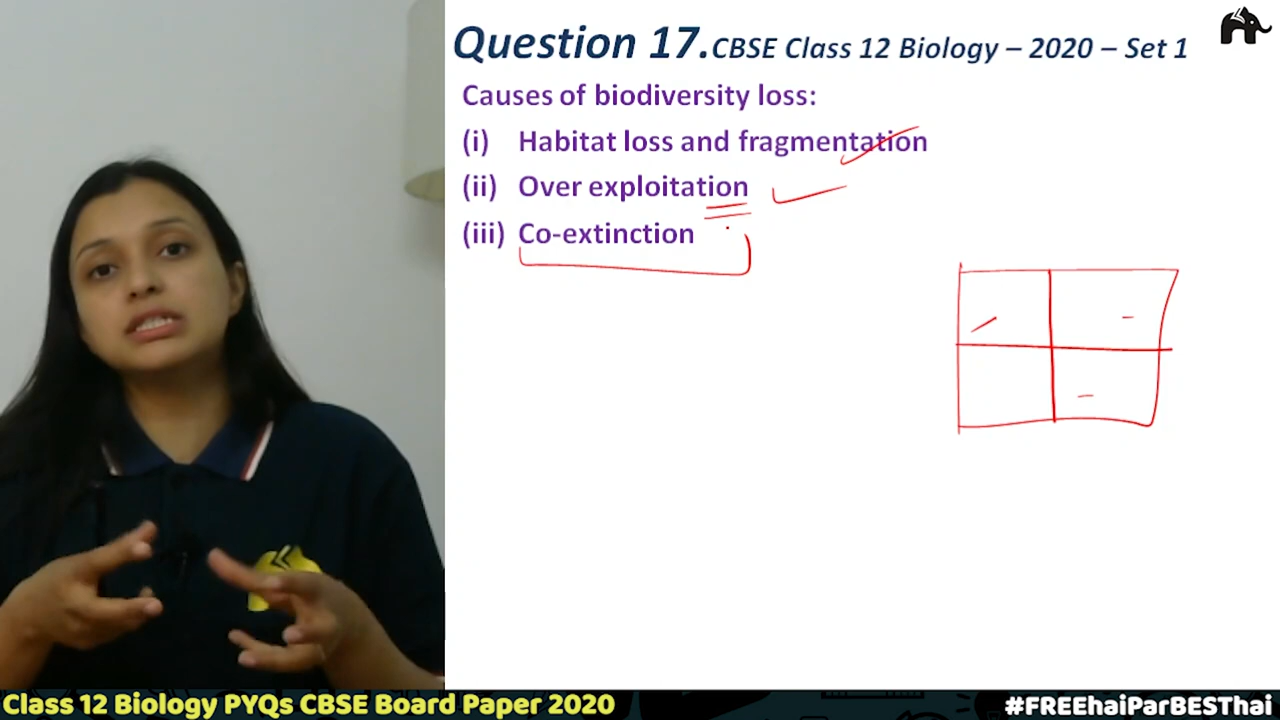 Question 17.CBSE Class 12 Biology – 2020 – Set 1
Causes of biodiversity loss:
(i) Habitat loss and fragmentation
(ii) Over exploitation
(iii) Co-extinction
Class 12 Biology PYQs CBSE Board Paper 2020
#FREEhaiParBESThai